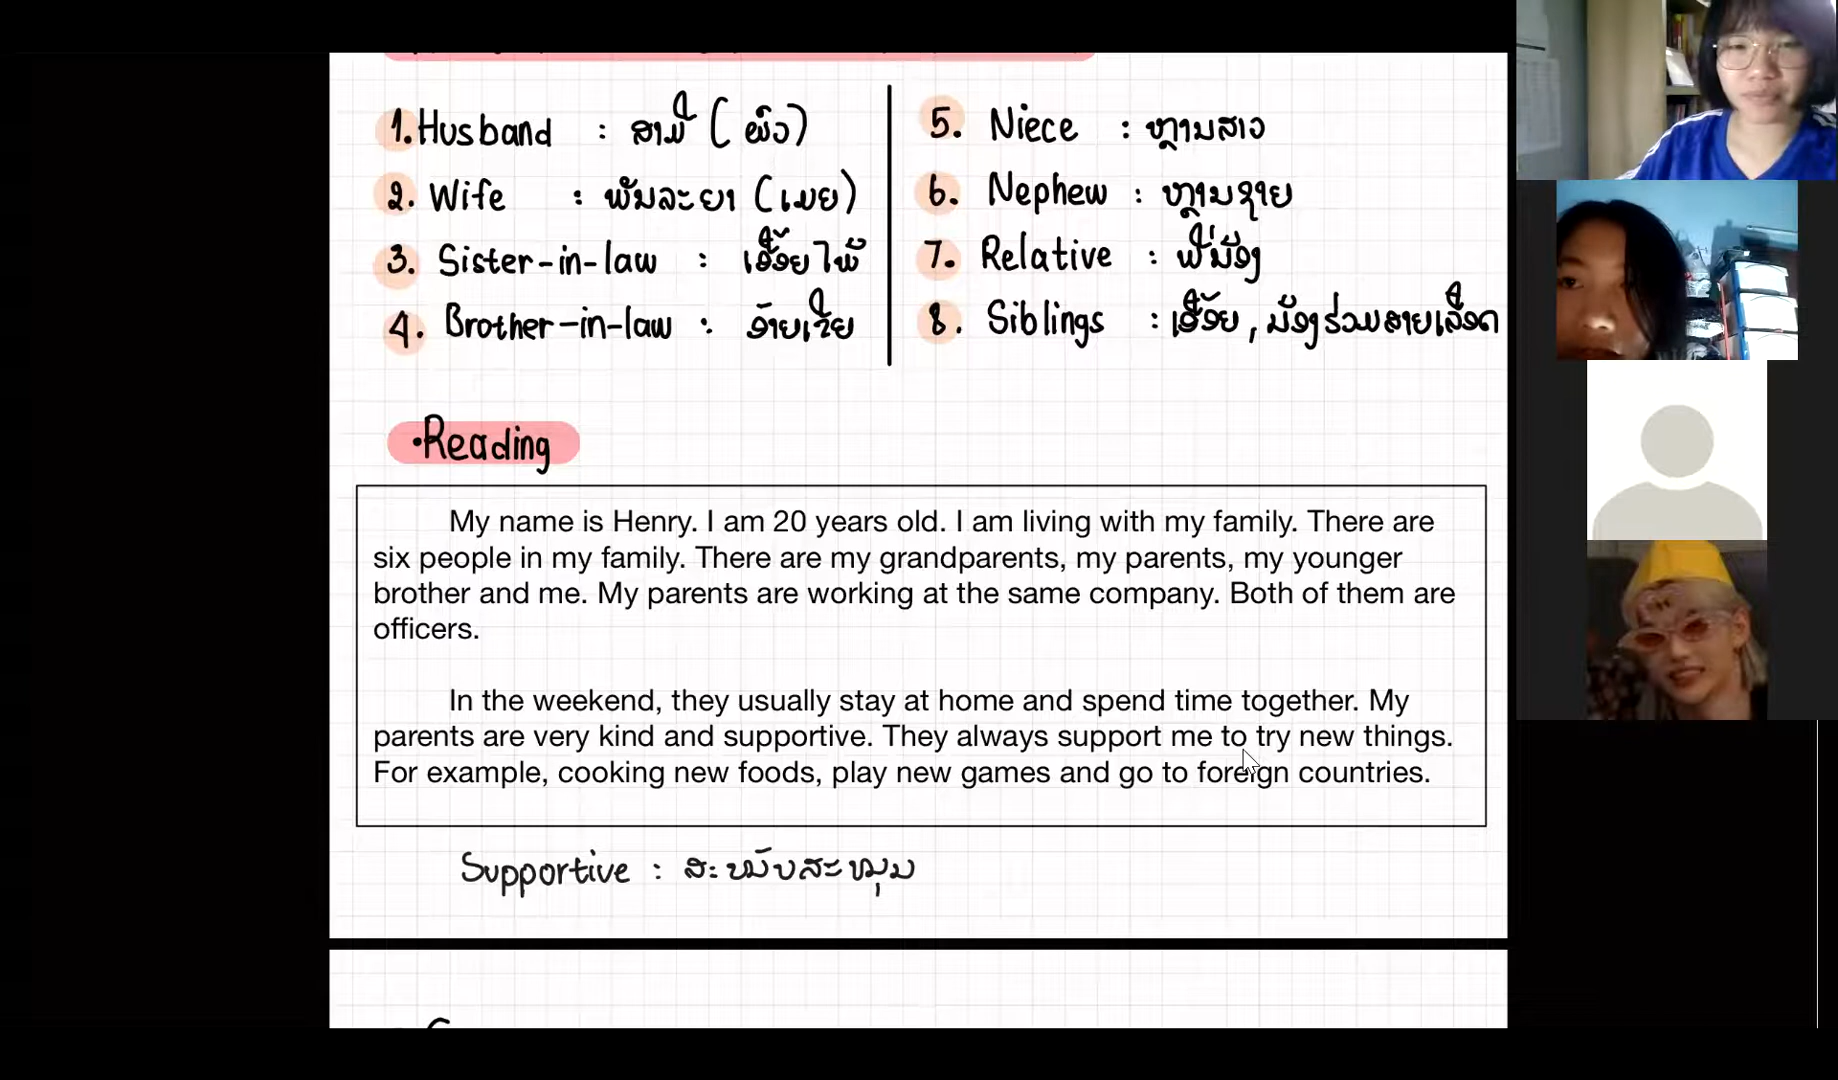 1. Husband : ສາມີ (ຜົວ)
2. Wife : ພັນລະຍາ (ເມຍ)
3. Sister-in-law : ເອື້ອຍໄພ້
4. Brother-in-law : ອ້າຍເຂີຍ
5. Niece : ຫຼານສາວ
6. Nephew : ຫຼານຊາຍ
7. Relative : ພີ່ນ້ອງ
8. Siblings : ເອື້ອຍ, ນ້ອງຮ່ວມສາຍເລືອດ
•Reading
My name is Henry. I am 20 years old. I am living with my family. There are
six people in my family. There are my grandparents, my parents, my younger
brother and me. My parents are working at the same company. Both of them are
officers.
In the weekend, they usually stay at home and spend time together. My
parents are very kind and supportive. They always support me to try new things.
For example, cooking new foods, play new games and go to foreign countries.
Supportive : ສະໜັບສະໜຸນ